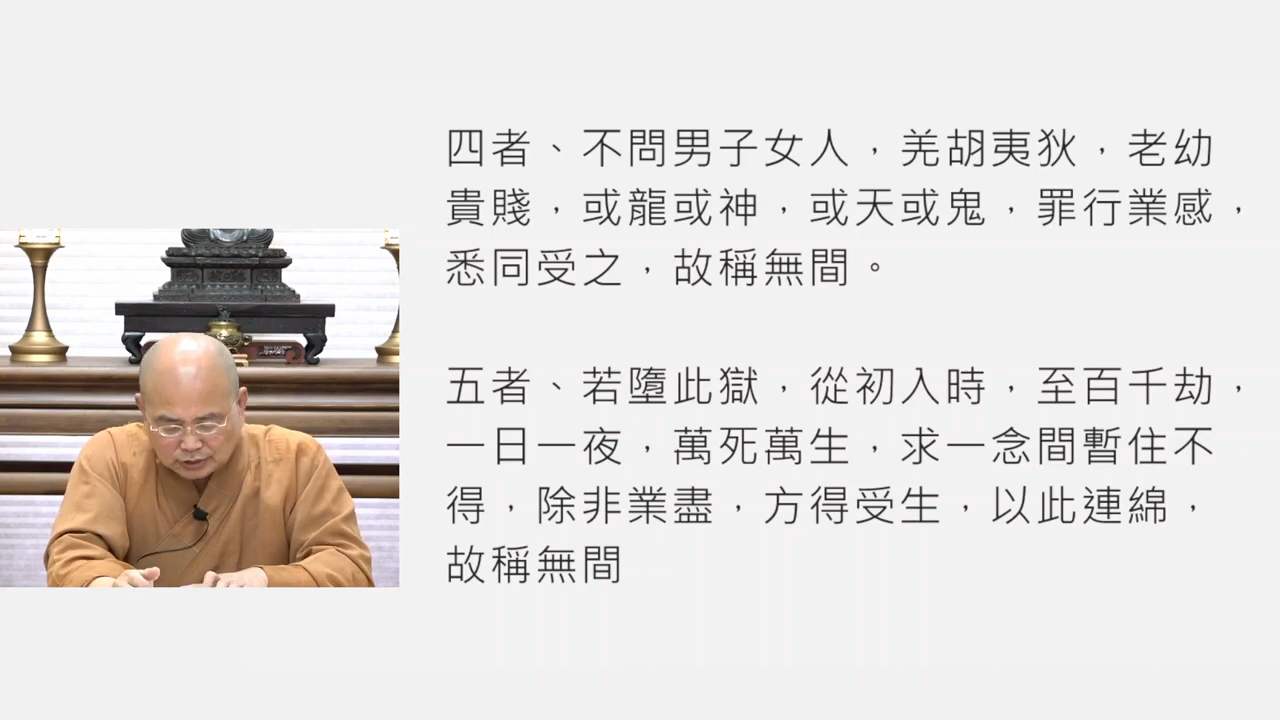 四者、不問男子女人，羌胡夷狄，老幼
貴賤，或龍或神，或天或鬼，罪行業感，
悉同受之，故稱無間。
五者、若墮此獄，從初入時，至百千劫，
一日一夜，萬死萬生，求一念間暫住不
得，除非業盡，方得受生，以此連綿，
故稱無間